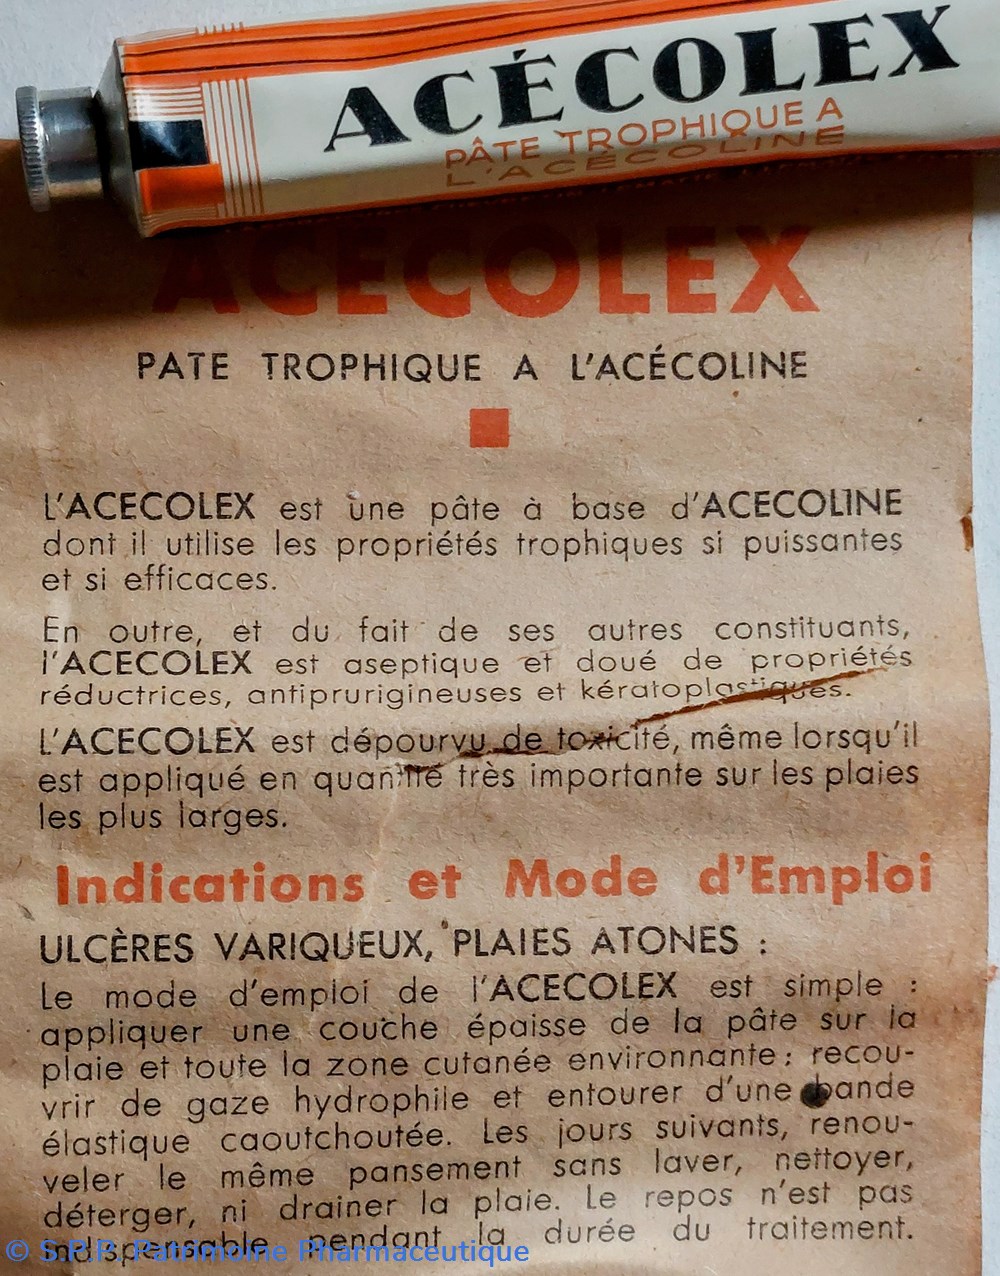 ACÉCOLEX
PÂTE TROPHIQUE A
L'ACÉCOLINE
ACECOLEX
PATE TROPHIQUE A L'ACÉCOLINE
L'ACECOLEX est une pâte à base d'ACECOLINE
dont il utilise les propriétés trophiques si puissantes
et si efficaces.
En outre, et du fait de ses autres constituants,
l'ACECOLEX est aseptique et doué de propriétés
réductrices, antiprurigineuses et kératoplastiques.
L'ACECOLEX est dépourvu de toxicité, même lorsqu'il
est appliqué en quantité très importante sur les plaies
les plus larges.
Indications et Mode d'Emploi
ULCÈRES VARIQUEUX, PLAIES ATONES :
Le mode d'emploi de l'ACECOLEX est simple :
appliquer une couche épaisse de la pâte sur la
plaie et toute la zone cutanée environnante : recou-
vrir de gaze hydrophile et entourer d'une bande
élastique caoutchoutée. Les jours suivants, renou-
veler le même pansement sans laver, nettoyer,
déterger, ni drainer la plaie. Le repos n'est pas
indispensable pendant la durée du traitement.
© S.P.P. Patrimoine Pharmaceutique